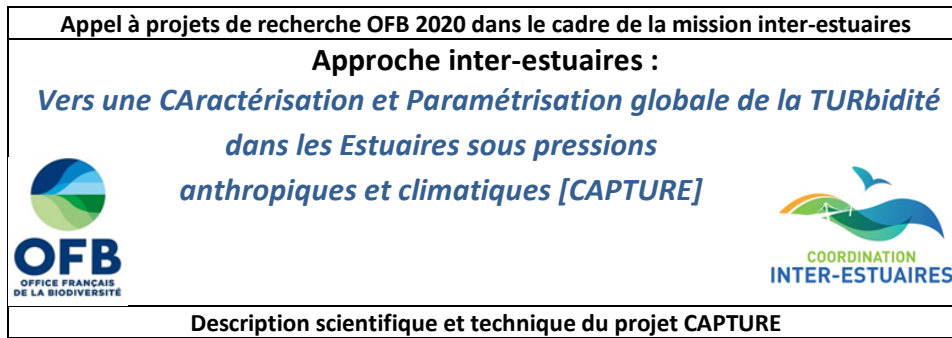 Appel à projets de recherche OFB 2020 dans le cadre de la mission inter-estuaires
Approche inter-estuaires :
Vers une CAractérisation et Paramétrisation globale de la TURbidité
dans les Estuaires sous pressions
anthropiques et climatiques [CAPTURE]
OFB
OFFICE FRANÇAIS
DE LA BIODIVERSITÉ
COORDINATION
INTER-ESTUAIRES
Description scientifique et technique du projet CAPTURE